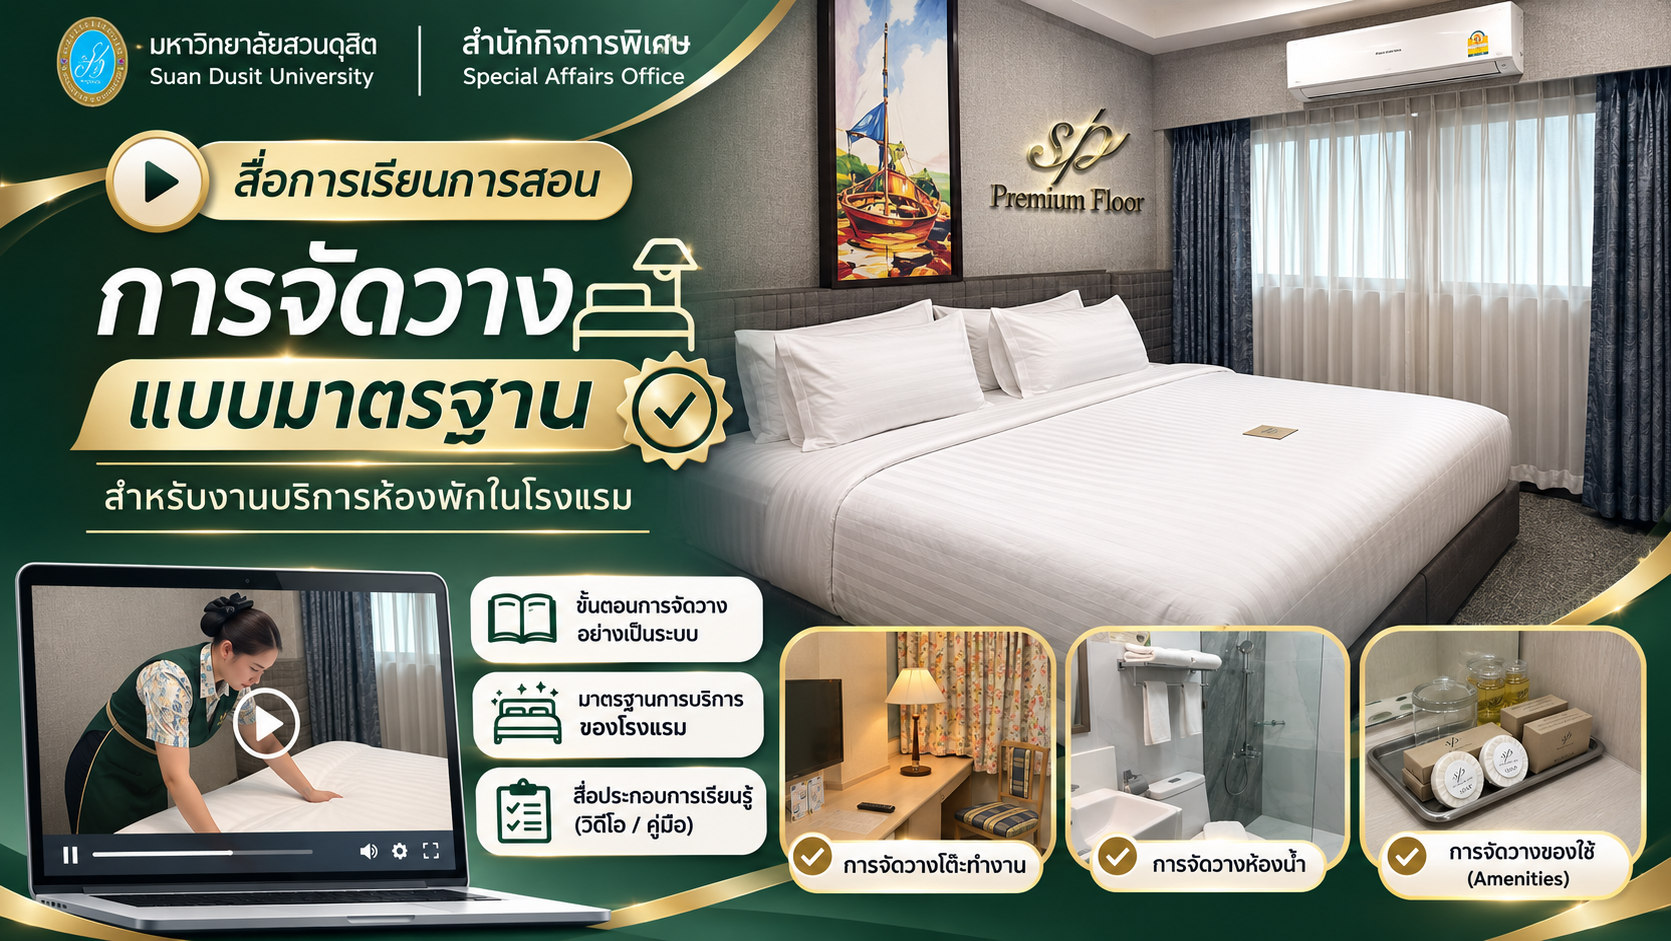 มหาวิทยาลัยสวนดุสิต
Suan Dusit University
สำนักกิจการพิเศษ
Special Affairs Office
สื่อการเรียนการสอน
การจัดวาง
แบบมาตรฐาน
สำหรับงานบริการห้องพักในโรงแรม
sp
Premium Floor
ขั้นตอนการจัดวาง
อย่างเป็นระบบ
มาตรฐานการบริการ
ของโรงแรม
สื่อประกอบการเรียนรู้
(วิดีโอ / คู่มือ)
การจัดวางโต๊ะทำงาน
การจัดวางห้องน้ำ
การจัดวางของใช้
(Amenities)